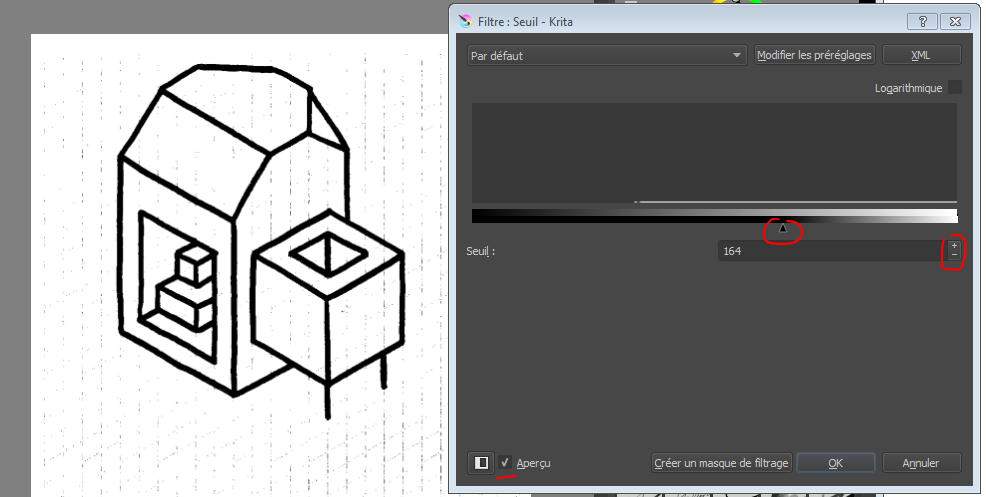 Filtre : Seuil - Krita
Par défaut
Modifier les préréglages
XML
Logarithmique
Seuil :
164
Aperçu
Créer un masque de filtrage
OK
Annuler